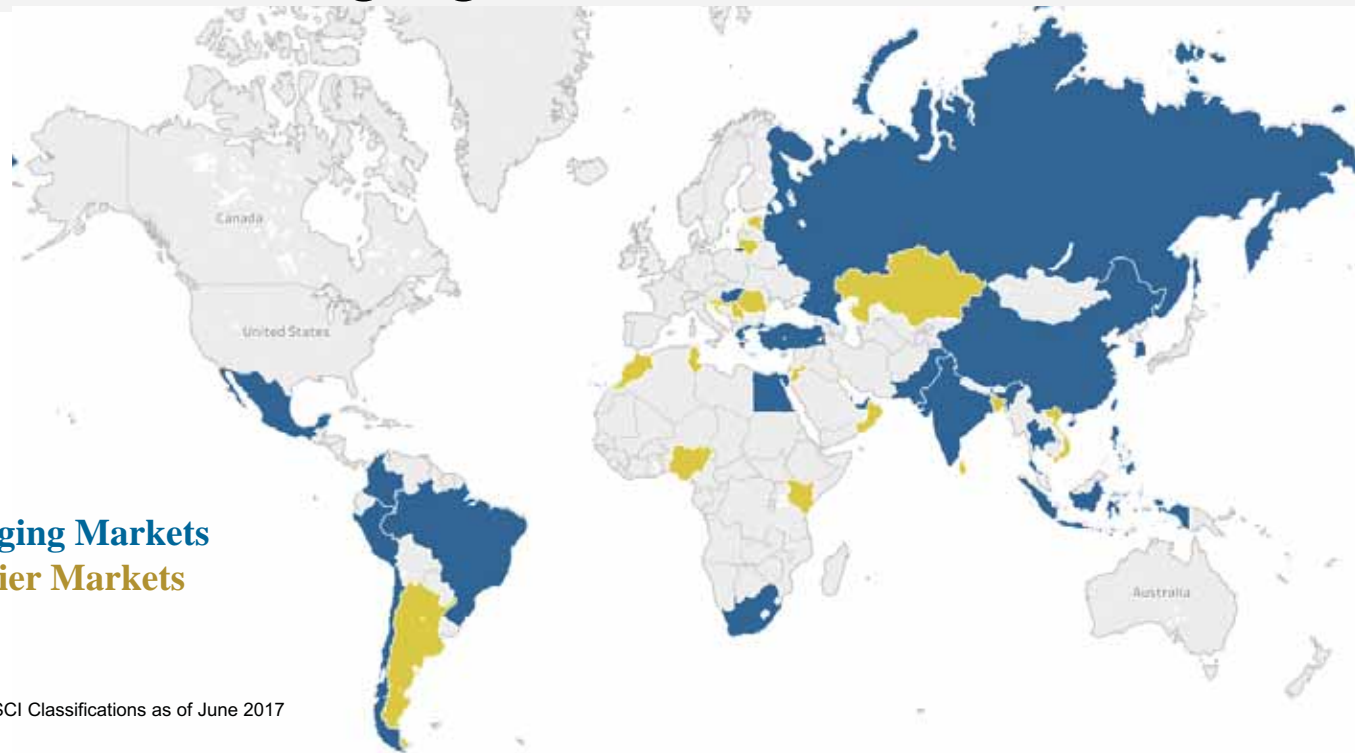 Canada
United States
ging Markets
ier Markets
Australia
SCI Classifications as of June 2017